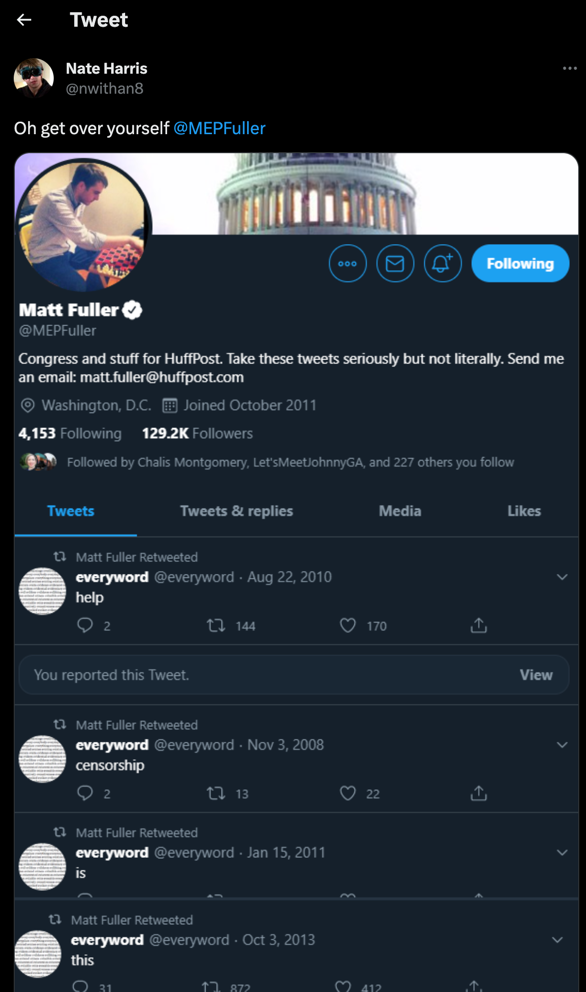 Tweet
Nate Harris
@nwithan8
Oh get over yourself @MEPFuller
Following
Matt Fuller
@MEPFuller
Congress and stuff for HuffPost. Take these tweets seriously but not literally. Send me
an email: matt.fuller@huffpost.com
Washington, D.C. Joined October 2011
4,153 Following 129.2K Followers
Followed by Chalis Montgomery, Let'sMeetJohnnyGA, and 227 others you follow
Tweets Tweets & replies Media Likes
Matt Fuller Retweeted
everyword @everyword · Aug 22, 2010
help
2 144 170
You reported this Tweet. View
Matt Fuller Retweeted
everyword @everyword · Nov 3, 2008
censorship
2 13 22
Matt Fuller Retweeted
everyword @everyword · Jan 15, 2011
is
Matt Fuller Retweeted
everyword @everyword · Oct 3, 2013
this
31 872 412